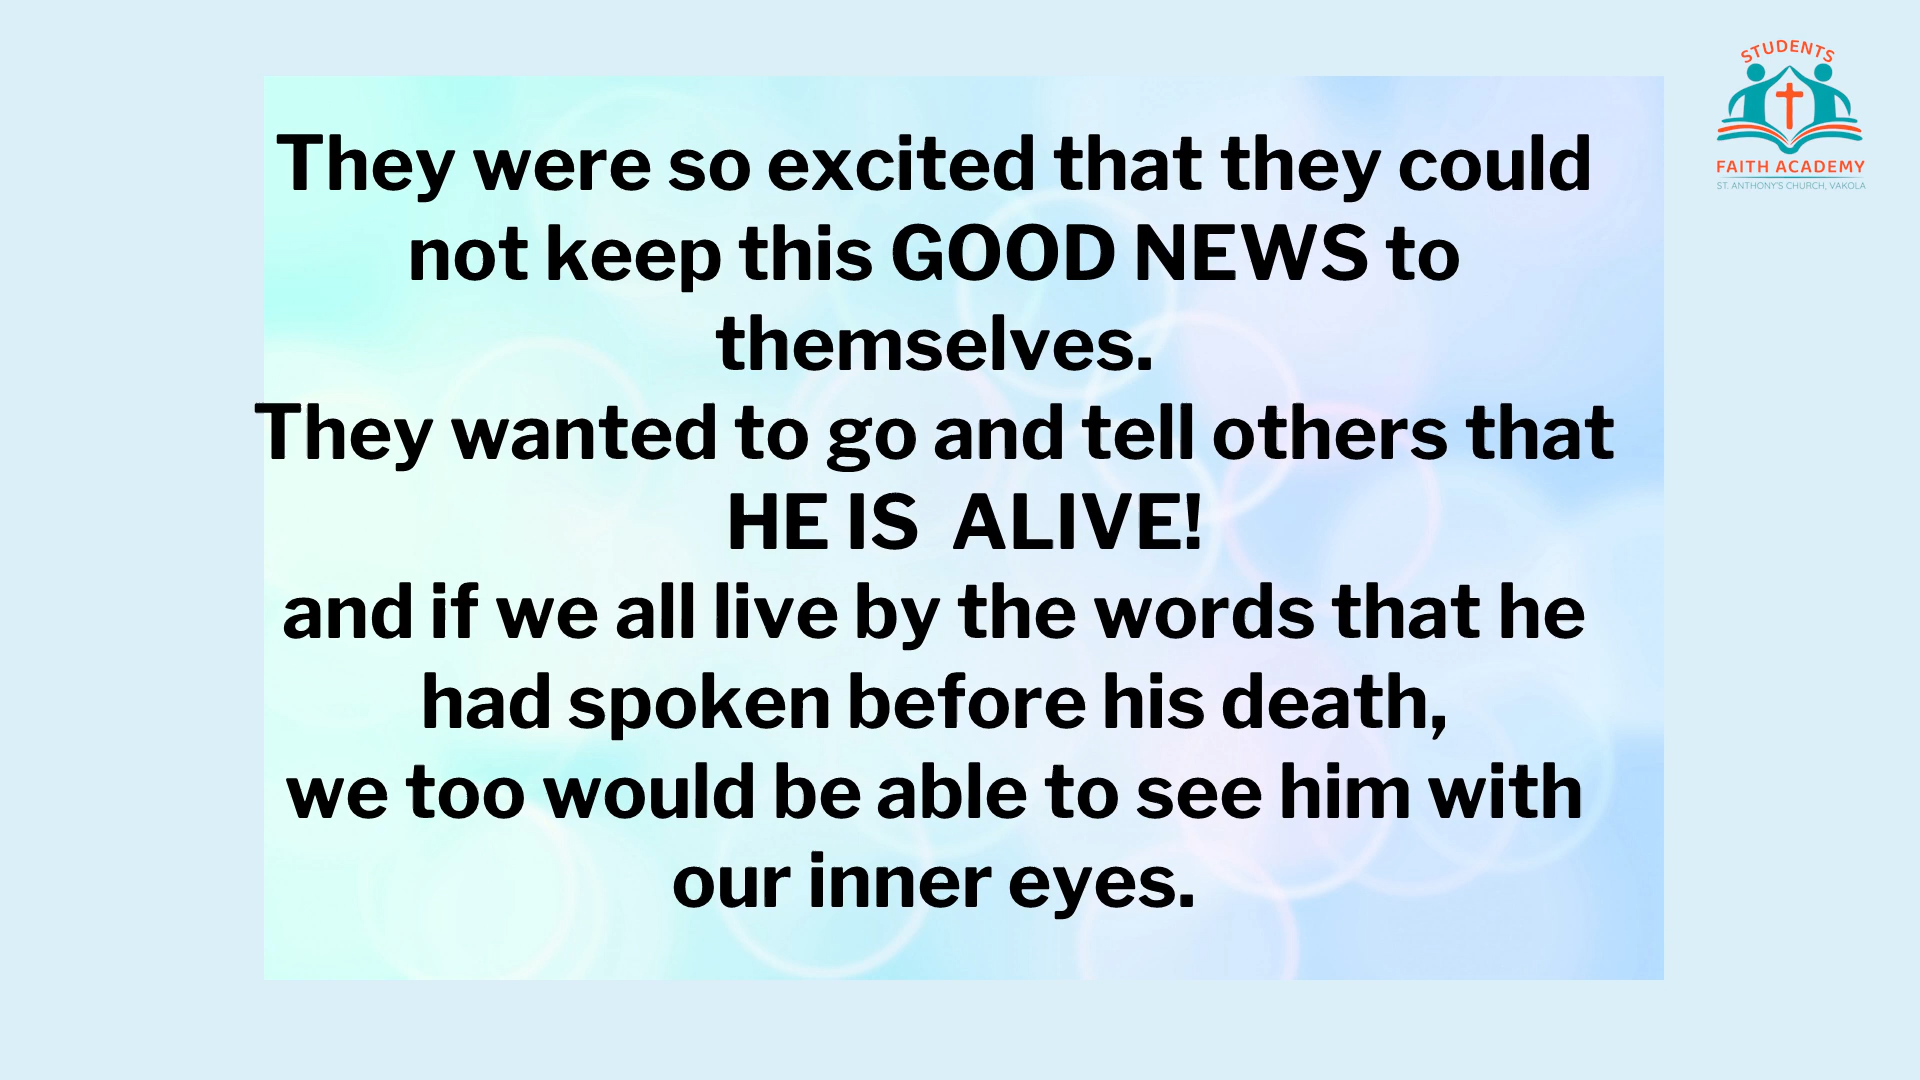 STUDENTS
FAITH ACADEMY
ST. ANTHONY'S CHURCH, VAKOLA
They were so excited that they could
not keep this GOOD NEWS to
themselves.
They wanted to go and tell others that
HE IS  ALIVE!
and if we all live by the words that he
had spoken before his death,
we too would be able to see him with
our inner eyes.